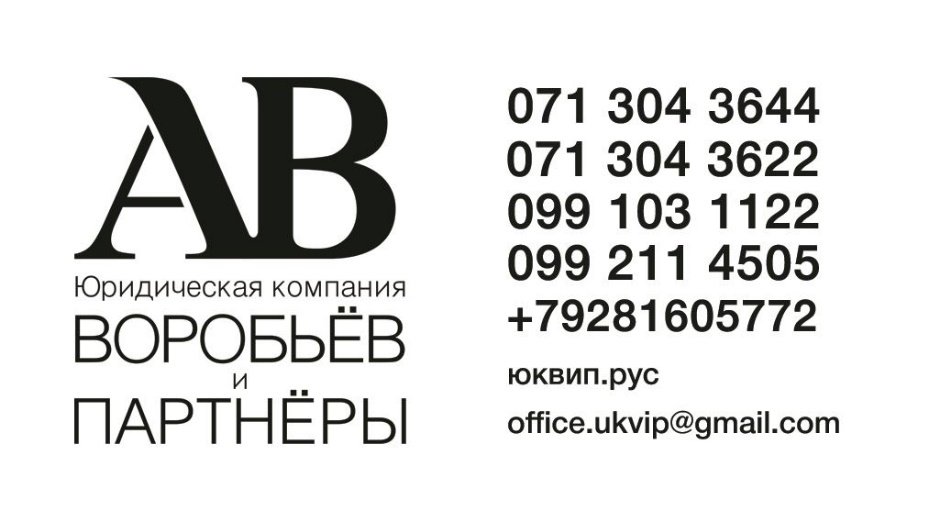 АВ
Юридическая компания
ВОРОБЬЁВ
и
ПАРТНЁРЫ
071 304 3644
071 304 3622
099 103 1122
099 211 4505
+79281605772
юквип.рус
office.ukvip@gmail.com